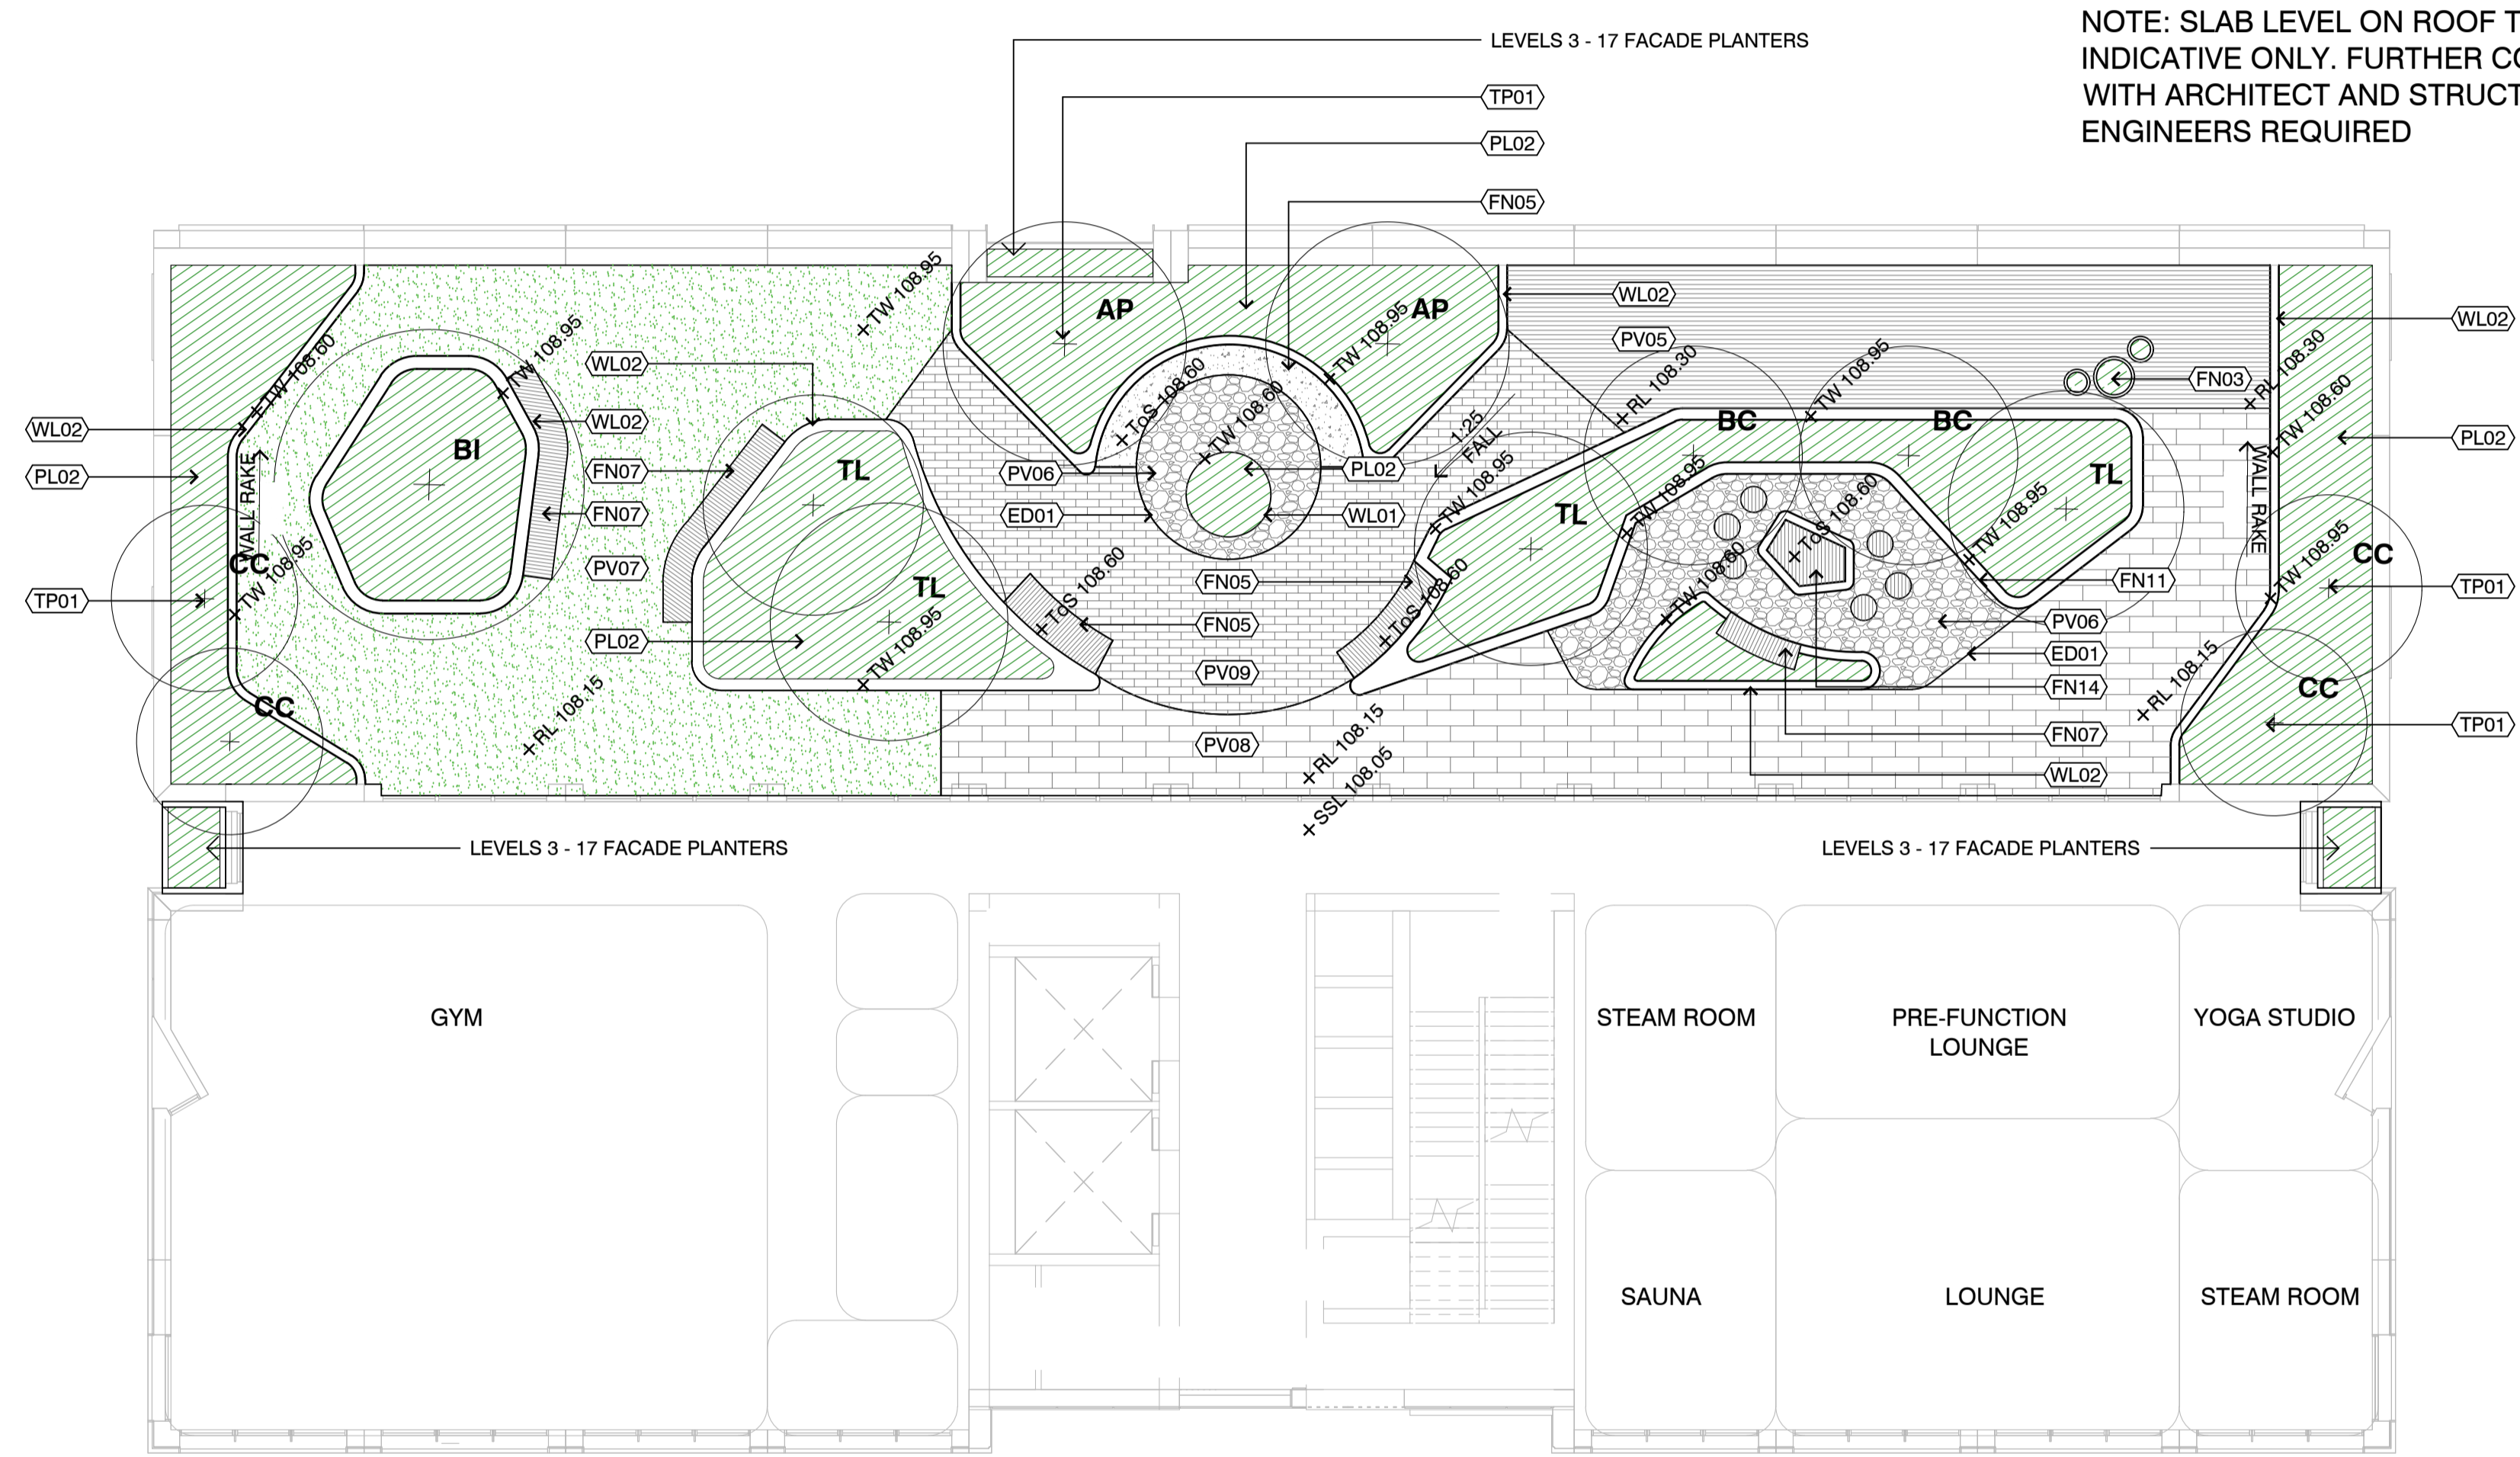 NOTE: SLAB LEVEL ON ROOF T
INDICATIVE ONLY. FURTHER CO
WITH ARCHITECT AND STRUCT
ENGINEERS REQUIRED
LEVELS 3 - 17 FACADE PLANTERS
TP01
PL02
FN05
+TW 108.95
AP
AP
WL02
WL02
+TW 108.60
+TW 108.95
WL02
+TW 108.95
PV05
+RL 108.30
+TW 108.95
+RL 108.30
FN03
+ToS 108.60
+TW 108.60
+TW 108.60
WL02
WL02
BI
1:25
FALL
BC
BC
PL02
WALL RAKE
PL02
FN07
TL
PV06
PL02
+TW 108.95
+TW 108.95
TL
+TW 108.95
WALL RAKE
FN07
ED01
WL01
TL
+ToS 108.60
CC
+TW 108.95
PV07
CC
+TW 108.95
TP01
TL
+ToS 108.60
FN05
+ToS 108.60
+TW 108.60
FN11
TP01
FN05
PV06
PL02
+TW 108.95
PV09
ED01
+RL 108.15
CC
+RL 108.15
FN14
CC
TP01
PV08
+RL 108.15
FN07
+SSL 108.05
WL02
LEVELS 3 - 17 FACADE PLANTERS
LEVELS 3 - 17 FACADE PLANTERS
GYM
STEAM ROOM
PRE-FUNCTION
LOUNGE
YOGA STUDIO
SAUNA
LOUNGE
STEAM ROOM